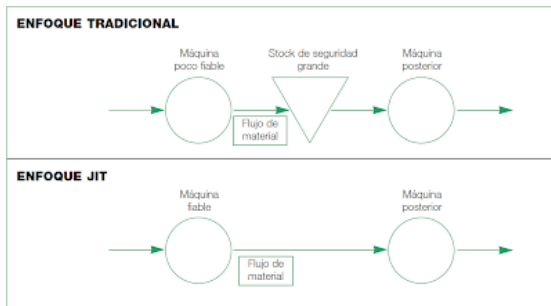 ENFOQUE TRADICIONAL
Máquina
poco fiable
Stock de seguridad
grande
Máquina
posterior
Flujo de
material
ENFOQUE JIT
Máquina
fiable
Máquina
posterior
Flujo de
material